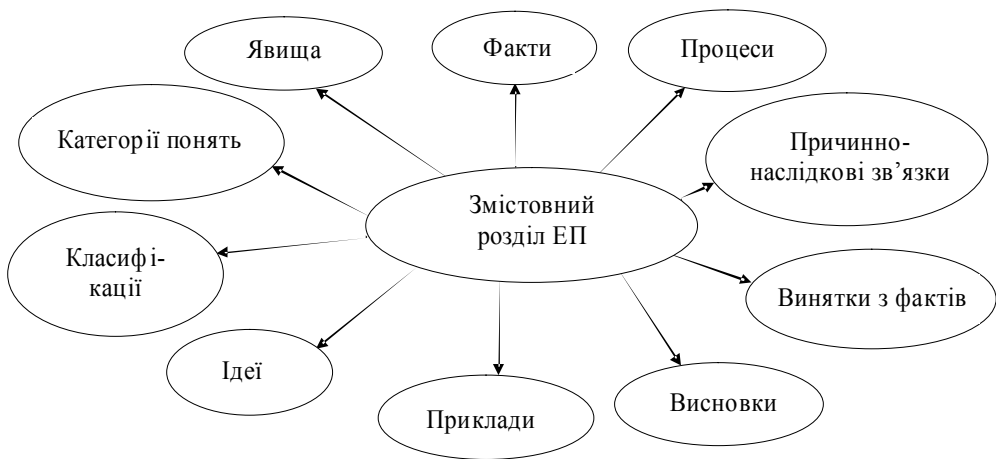 Явища
Факти
Процеси
Категорії понять
Причинно-
наслідкові зв’язки
Змістовний
розділ ЕП
Класифі-
кації
Винятки з фактів
Ідеї
Приклади
Висновки